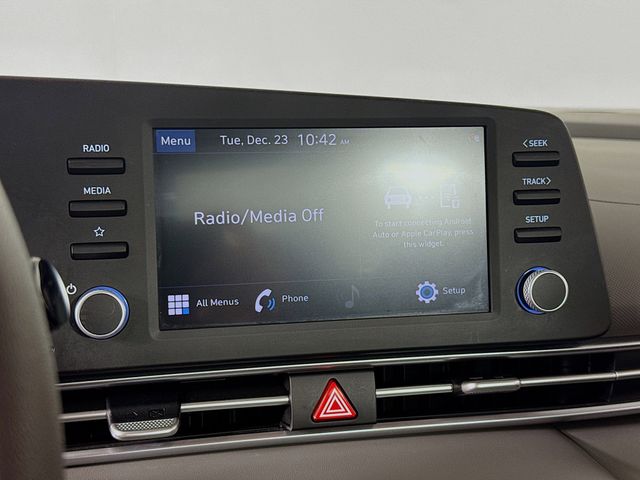 RADIO
MEDIA
Menu
Tue, Dec. 23 10:42 AM
Radio/Media Off
To start connecting Android
Auto or Apple CarPlay, press
this widget.
All Menus
Phone
Setup
< SEEK
TRACK >
SETUP